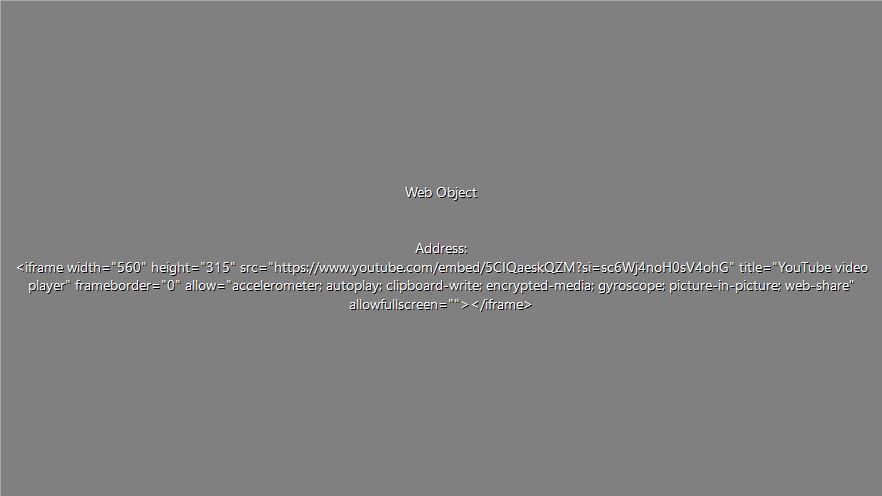 Web Object
Address:
<iframe width="560" height="315" src="https://www.youtube.com/embed/5CIQaeskQZM?si=sc6Wj4noH0sV4ohG" title="YouTube video
player" frameborder="0" allow="accelerometer; autoplay; clipboard-write; encrypted-media; gyroscope; picture-in-picture; web-share"
allowfullscreen=""></iframe>